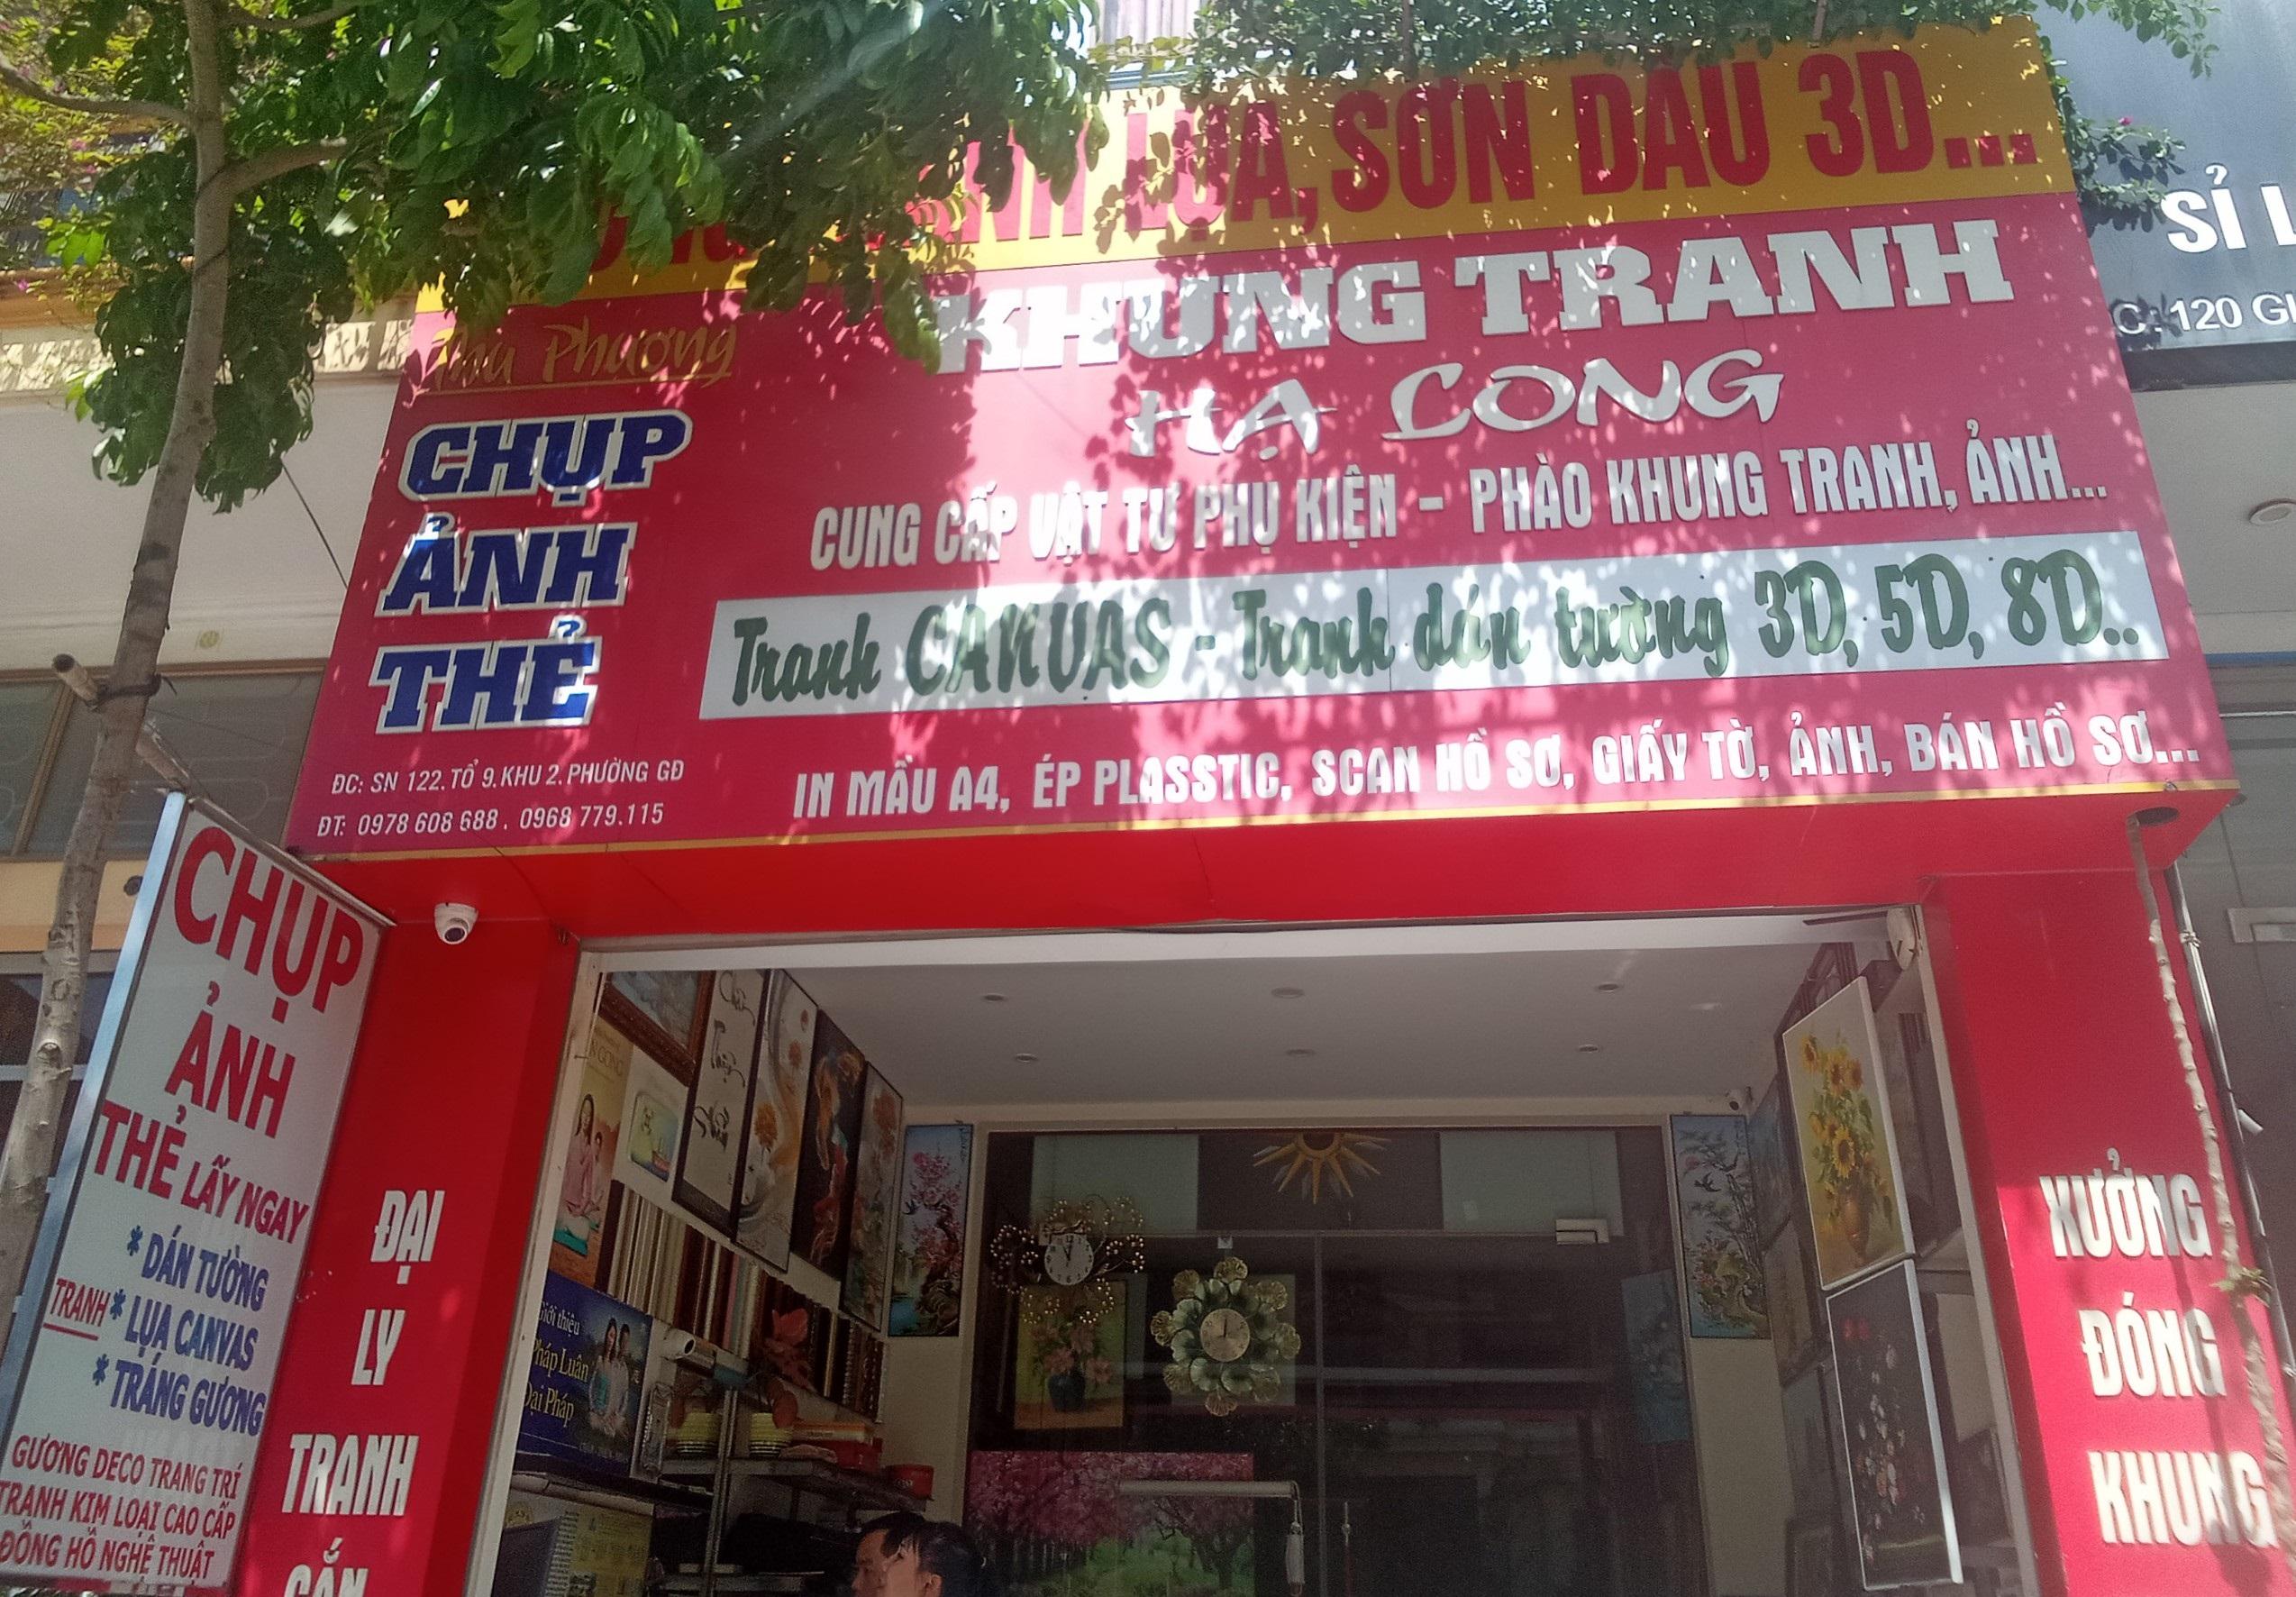 LỤA, SƠN DẦU 3D...
Thu Phương
KHUNG TRANH
HẠ LONG
CHỤP
ẢNH
THẺ
CUNG CẤP VẬT TƯ PHỤ KIỆN - PHÀO KHUNG TRANH, ẢNH...
Tranh CANVAS - Tranh dán tường 3D, 5D, 8D..
IN MẦU A4, ÉP PLASSTIC, SCAN HỒ SƠ, GIẤY TỜ, ẢNH, BÁN HỒ SƠ...
ĐC: SN 122.TỔ 9.KHU 2.PHƯỜNG GĐ
ĐT: 0978 608 688 . 0968 779.115
SỈ
120
CHỤP
ẢNH
THẺ LẤY NGAY
* DÁN TƯỜNG
TRANH * LỤA CANVAS
* TRÁNG GƯƠNG
GƯƠNG DECO TRANG TRÍ
TRANH KIM LOẠI CAO CẤP
ĐỒNG HỒ NGHỆ THUẬT
ĐẠI
LY
TRANH
Giới thiệu
Pháp Luân
Đại Pháp
XƯỞNG
ĐÓNG
KHUNG